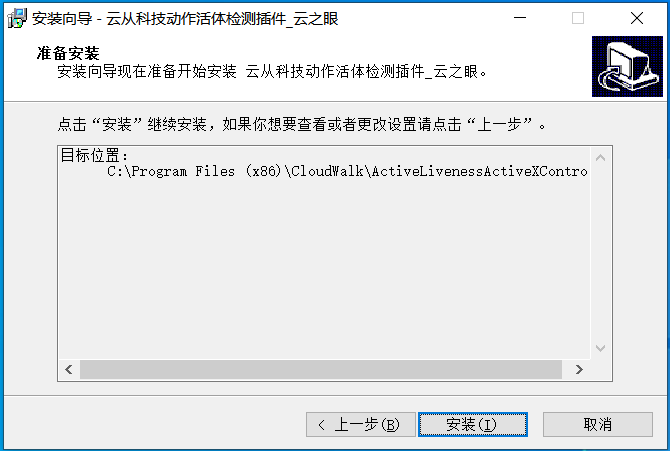 安装向导 - 云从科技动作活体检测插件_云之眼
准备安装
安装向导现在准备开始安装 云从科技动作活体检测插件_云之眼。
点击“安装”继续安装，如果你想要查看或者更改设置请点击“上一步”。
目标位置：
C:\Program Files (x86)\CloudWalk\ActiveLivenessActiveXContro
< 上一步(B)
安装(I)
取消